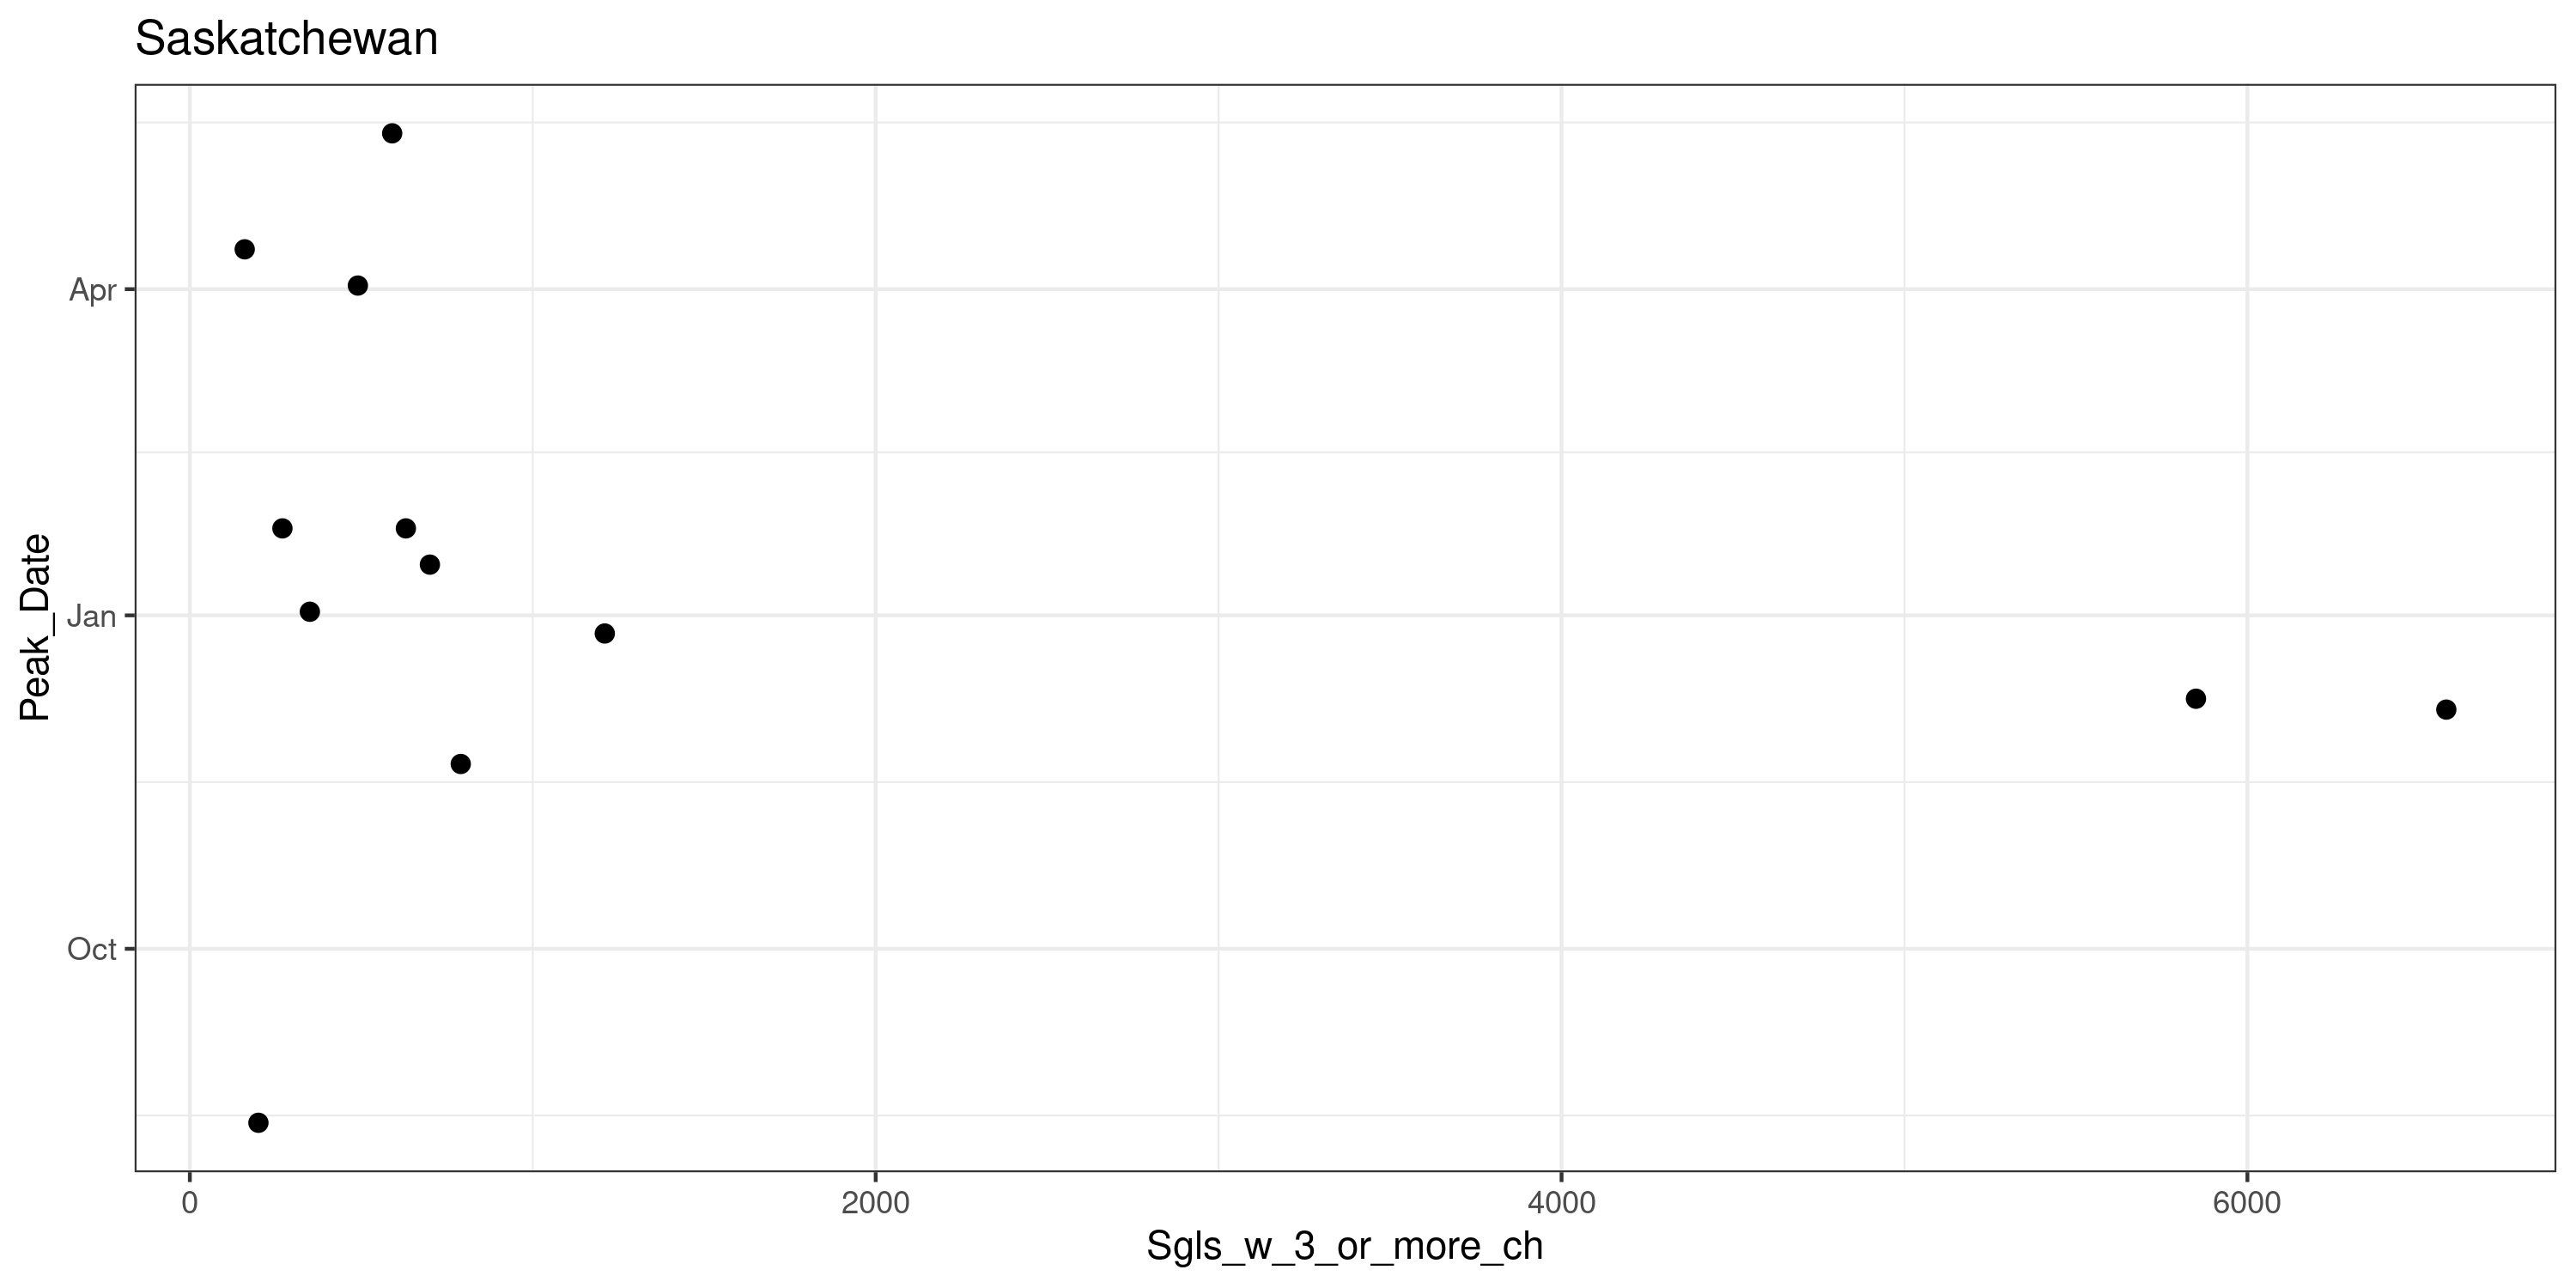 Saskatchewan
Peak_Date
Apr
Jan
Oct
0 2000 4000 6000
Sgls_w_3_or_more_ch